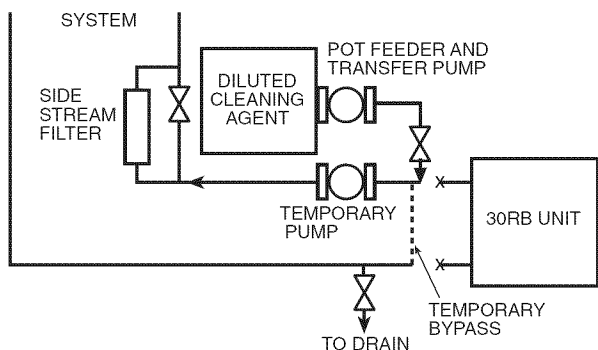 SYSTEM
SIDE
STREAM
FILTER
DILUTED
CLEANING
AGENT
POT FEEDER AND
TRANSFER PUMP
TEMPORARY
PUMP
30RB UNIT
TEMPORARY
BYPASS
TO DRAIN